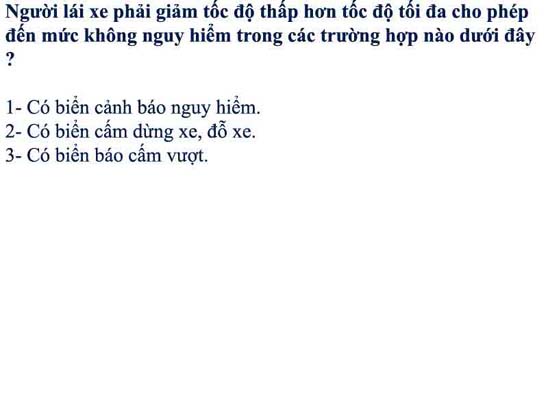 Người lái xe phải giảm tốc độ thấp hơn tốc độ tối đa cho phép
đến mức không nguy hiểm trong các trường hợp nào dưới đây
?
1- Có biển cảnh báo nguy hiểm.
2- Có biển cấm dừng xe, đỗ xe.
3- Có biển báo cấm vượt.